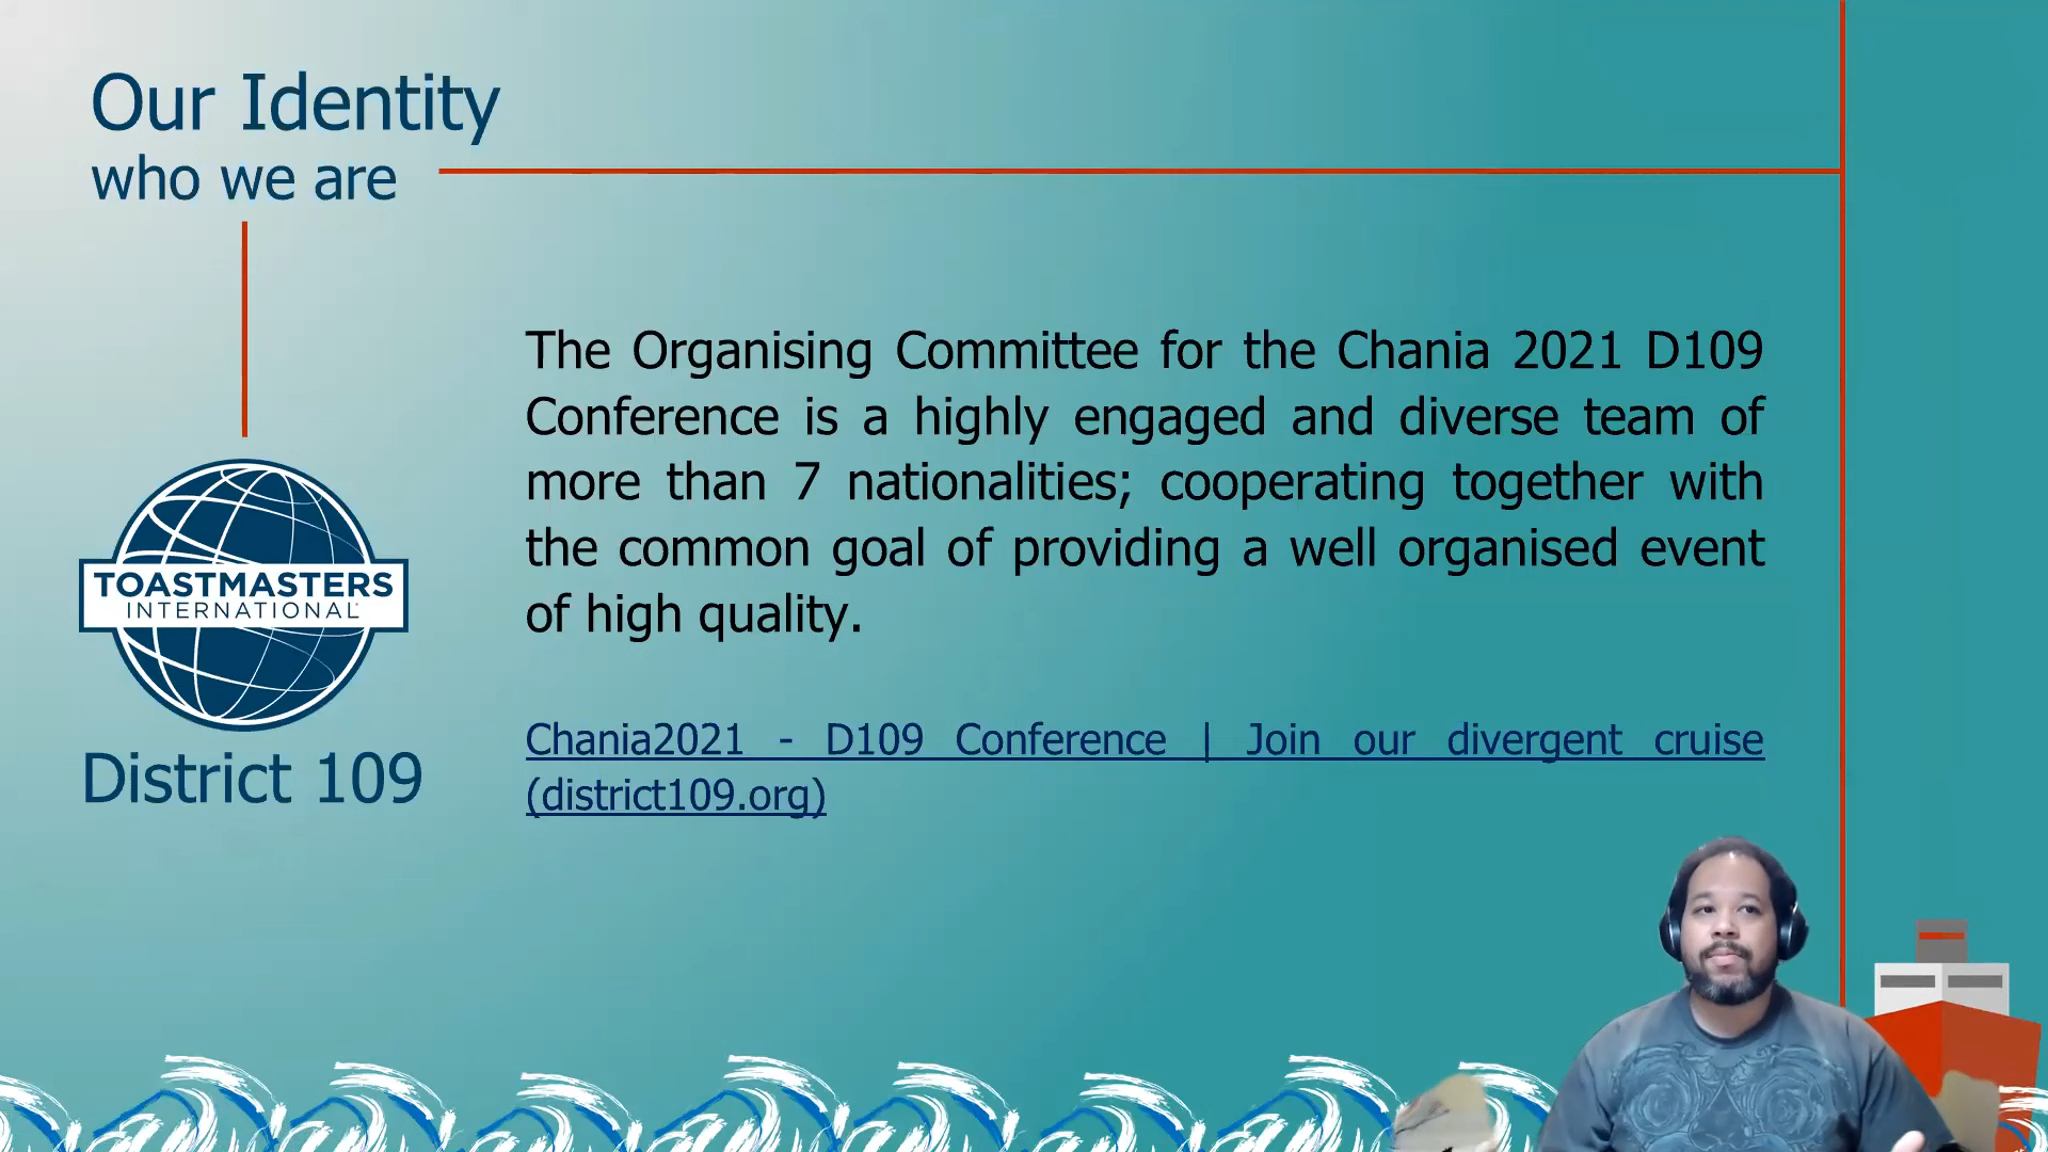 Our Identity
who we are
The Organising Committee for the Chania 2021 D109
Conference is a highly engaged and diverse team of
more than 7 nationalities; cooperating together with
the common goal of providing a well organised event
of high quality.
Chania2021 - D109 Conference | Join our divergent cruise
(district109.org)
TOASTMASTERS
INTERNATIONAL
District 109